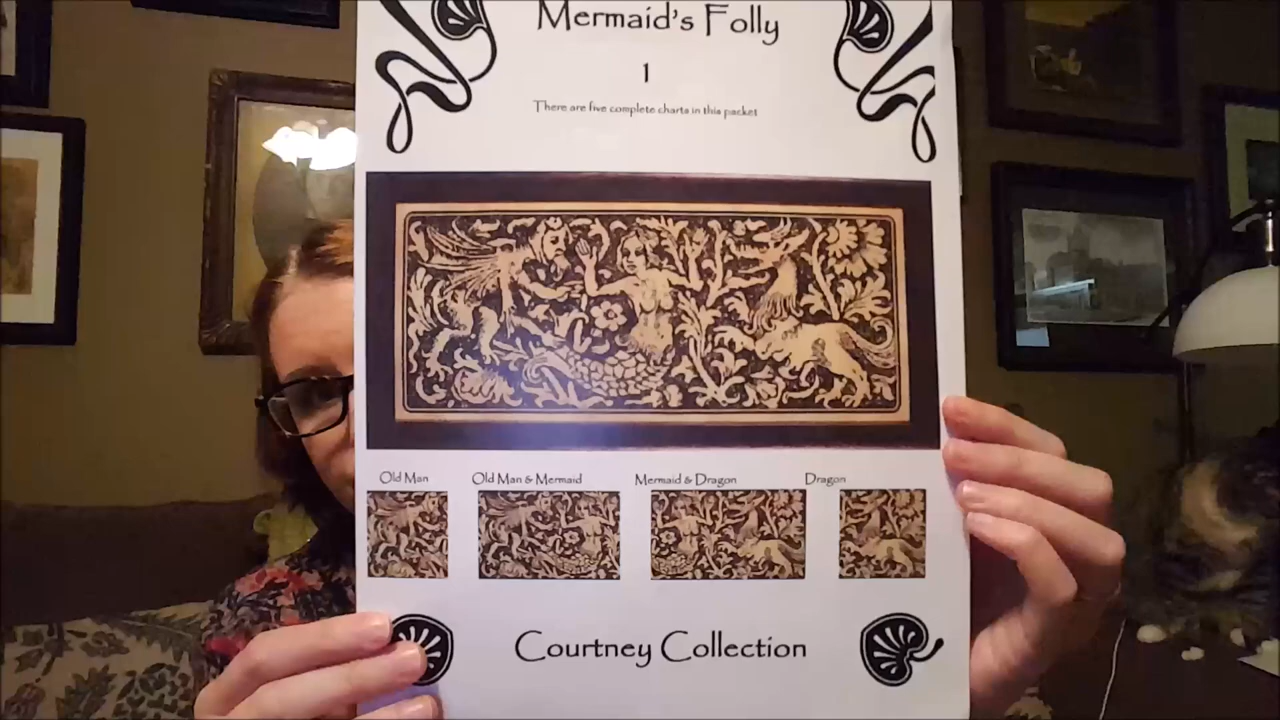 Mermaid's Folly
1
There are five complete charts in this packet
Old Man
Old Man & Mermaid
Mermaid & Dragon
Dragon
Courtney Collection